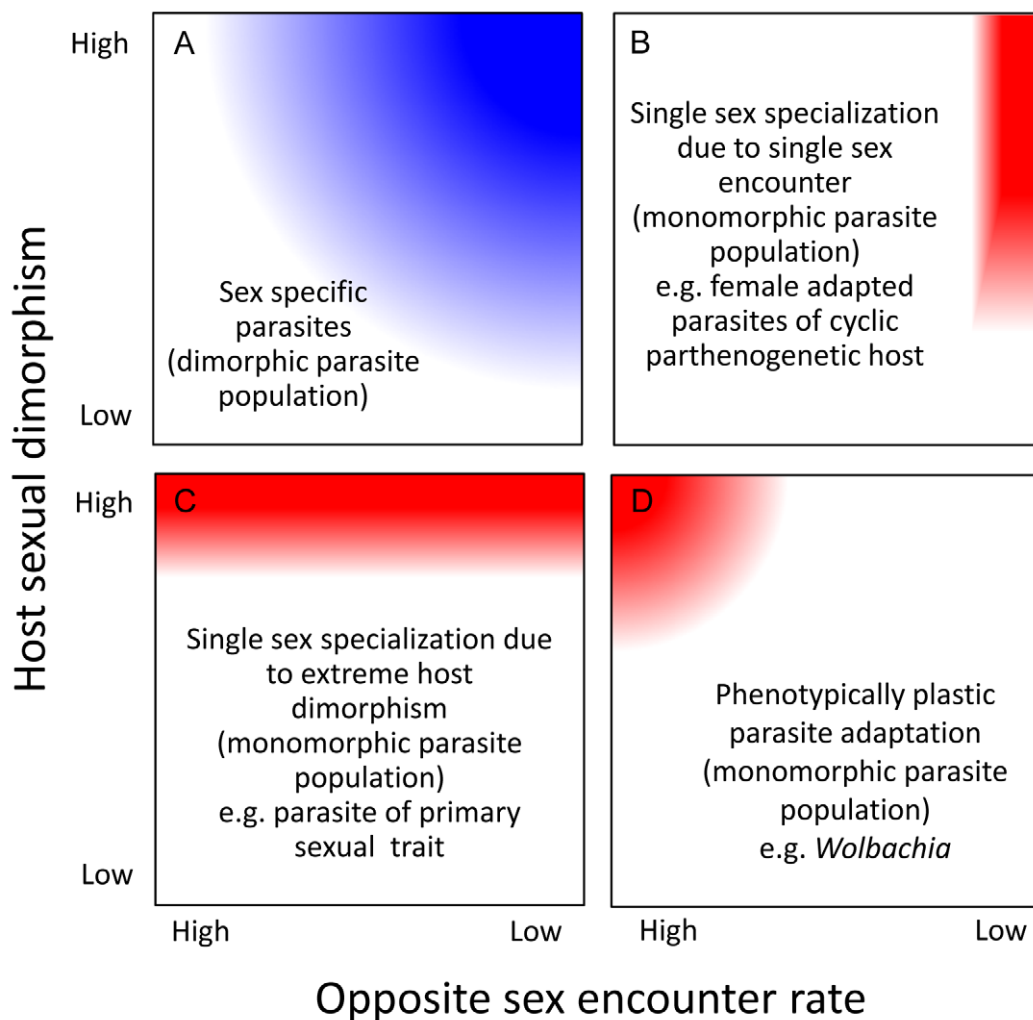 Host sexual dimorphism
High
Low
A
Sex specific
parasites
(dimorphic parasite
population)
B
Single sex specialization
due to single sex
encounter
(monomorphic parasite
population)
e.g. female adapted
parasites of cyclic
parthenogenetic host
High
Low
C
Single sex specialization due
to extreme host
dimorphism
(monomorphic parasite
population)
e.g. parasite of primary
sexual trait
D
Phenotypically plastic
parasite adaptation
(monomorphic parasite
population)
e.g. Wolbachia
High
Low
High
Low
Opposite sex encounter rate